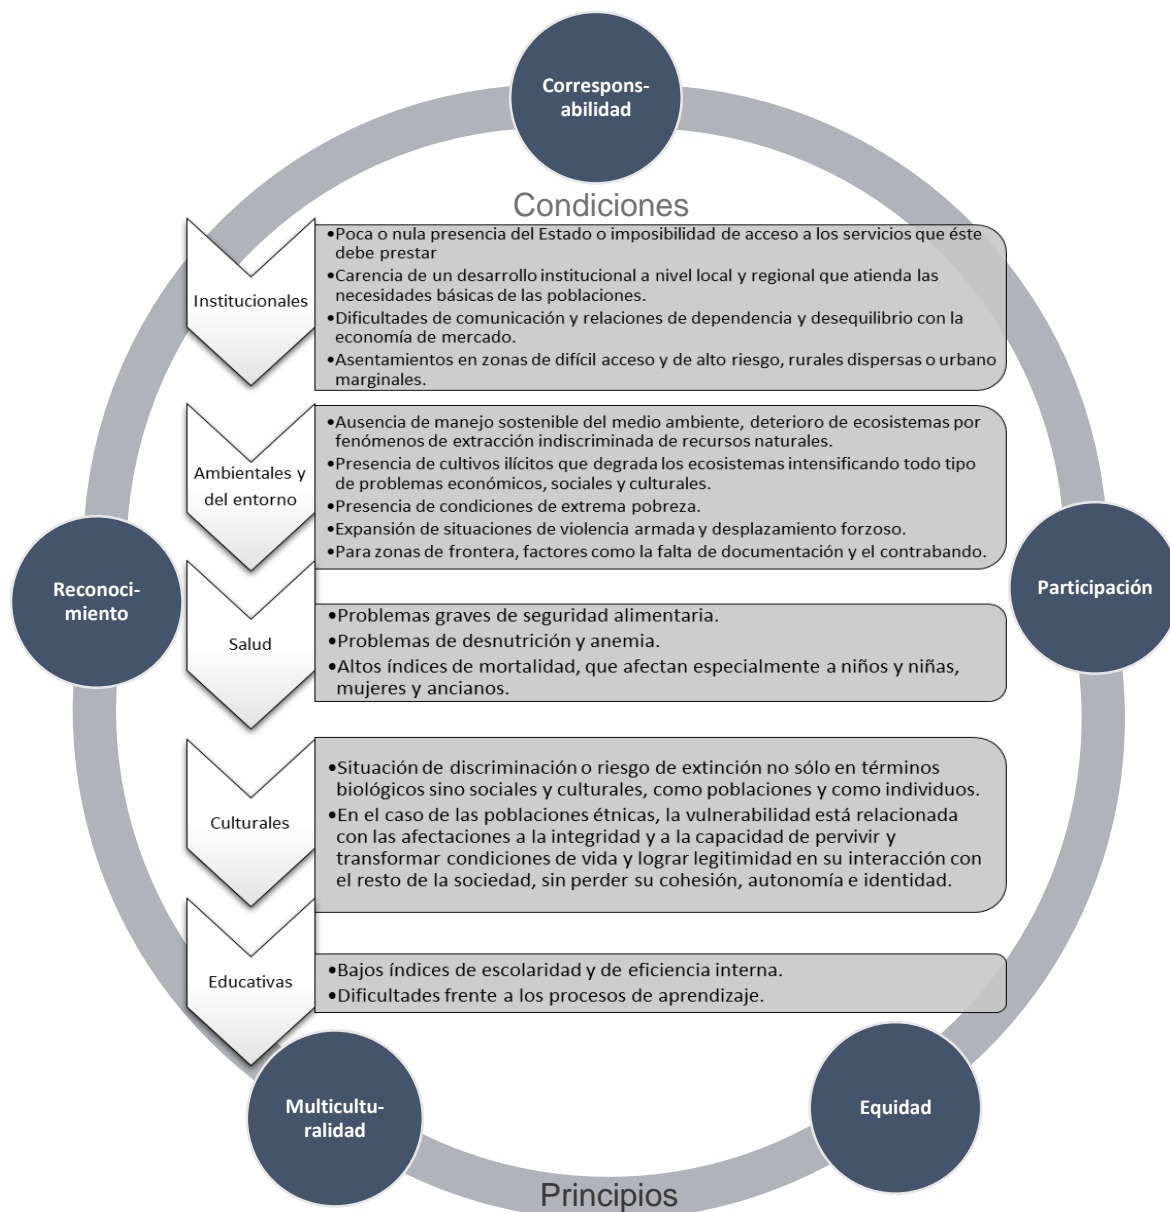 Correspons-
abilidad
Condiciones
Institucionales
•Poca o nula presencia del Estado o imposibilidad de acceso a los servicios que éste
debe prestar
•Carencia de un desarrollo institucional a nivel local y regional que atienda las
necesidades básicas de las poblaciones.
•Dificultades de comunicación y relaciones de dependencia y desequilibrio con la
economía de mercado.
•Asentamientos en zonas de difícil acceso y de alto riesgo, rurales dispersas o urbano
marginales.
Ambientales y
del entorno
•Ausencia de manejo sostenible del medio ambiente, deterioro de ecosistemas por
fenómenos de extracción indiscriminada de recursos naturales.
•Presencia de cultivos ilícitos que degrada los ecosistemas intensificando todo tipo
de problemas económicos, sociales y culturales.
•Presencia de condiciones de extrema pobreza.
•Expansión de situaciones de violencia armada y desplazamiento forzoso.
•Para zonas de frontera, factores como la falta de documentación y el contrabando.
Reconoci-
miento
Participación
Salud
•Problemas graves de seguridad alimentaria.
•Problemas de desnutrición y anemia.
•Altos índices de mortalidad, que afectan especialmente a niños y niñas,
mujeres y ancianos.
Culturales
•Situación de discriminación o riesgo de extinción no sólo en términos
biológicos sino sociales y culturales, como poblaciones y como individuos.
•En el caso de las poblaciones étnicas, la vulnerabilidad está relacionada
con las afectaciones a la integridad y a la capacidad de pervivir y
transformar condiciones de vida y lograr legitimidad en su interacción con
el resto de la sociedad, sin perder su cohesión, autonomía e identidad.
Educativas
•Bajos índices de escolaridad y de eficiencia interna.
•Dificultades frente a los procesos de aprendizaje.
Multicultu-
ralidad
Equidad
Principios